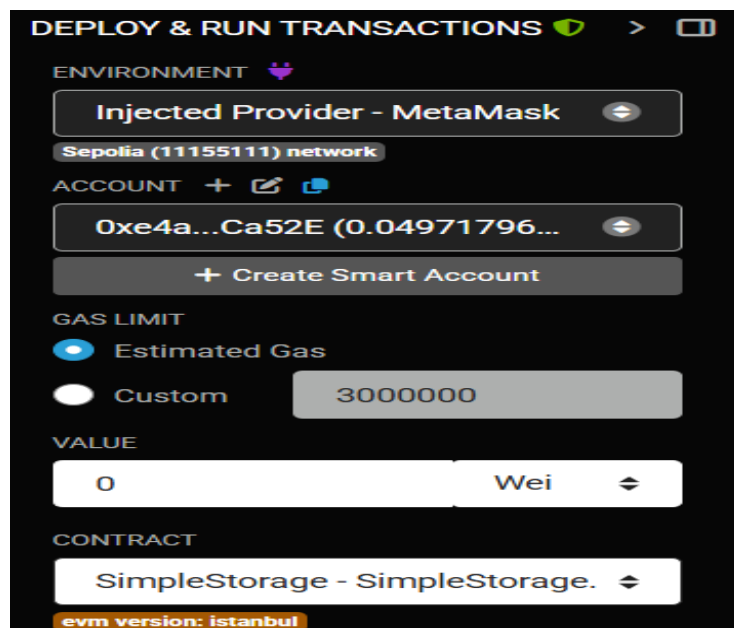 DEPLOY & RUN TRANSACTIONS
ENVIRONMENT
Injected Provider - MetaMask
Sepolia (11155111) network
ACCOUNT
0xe4a...Ca52E (0.04971796...
+ Create Smart Account
GAS LIMIT
Estimated Gas
Custom 3000000
VALUE
0 Wei
CONTRACT
SimpleStorage - SimpleStorage.
evm version: istanbul